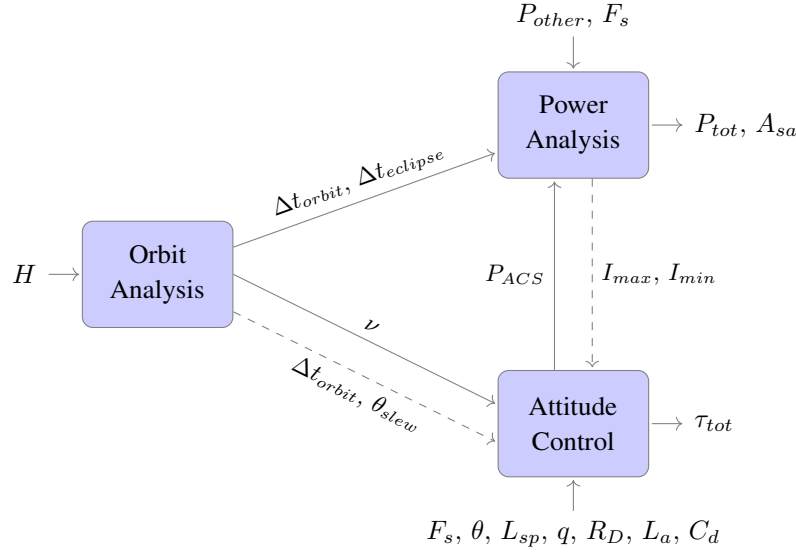 P_other, F_s
Power
Analysis
P_tot, A_sa
Δt_orbit, Δt_eclipse
Orbit
Analysis
H
P_ACS
I_max, I_min
ν
Δt_orbit, θ_slew
Attitude
Control
τ_tot
F_s, θ, L_sp, q, R_D, L_a, C_d